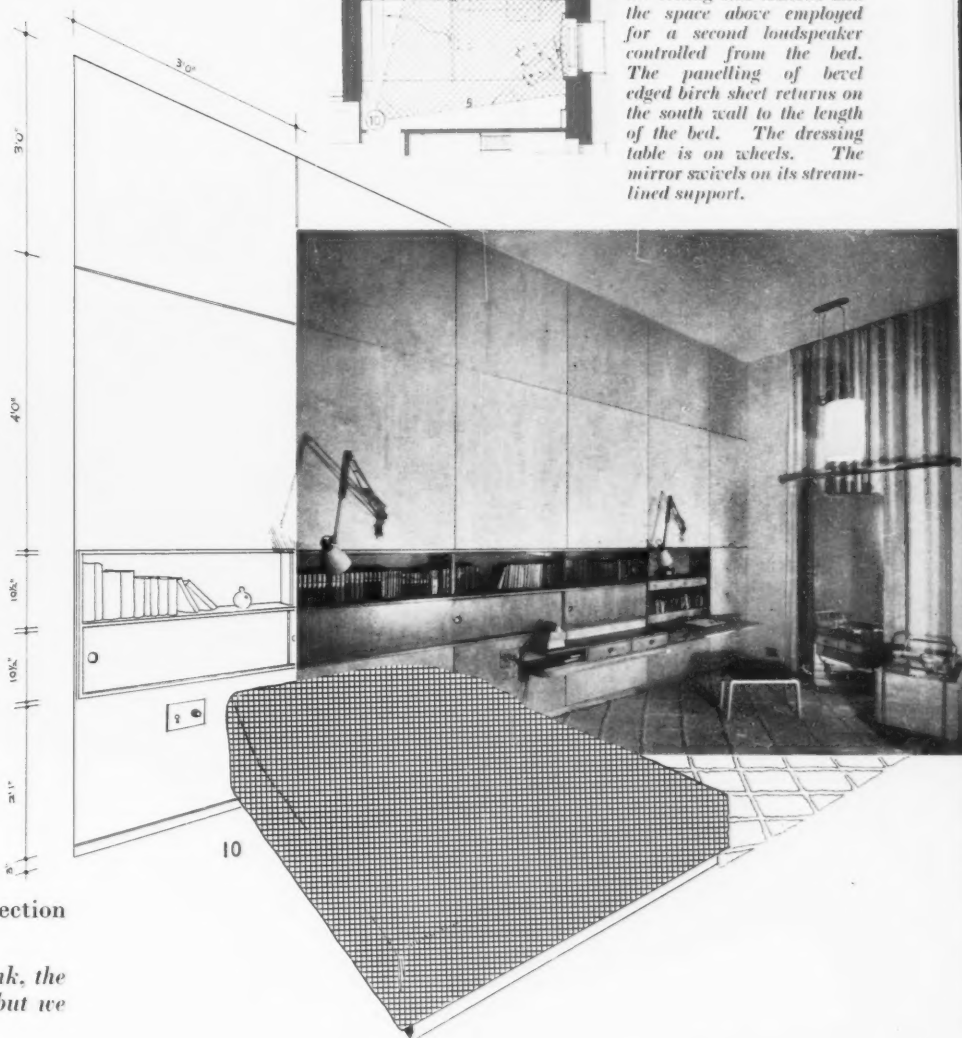 the space above employed
for a second loudspeaker
controlled from the bed.
The panelling of bevel
edged birch sheet returns on
the south wall to the length
of the bed. The dressing
table is on wheels. The
mirror swivels on its stream-
lined support.
5
10
3'0"
3'0"
4'0"
10½"
10½"
2'1"
10
ection
nk, the
but we